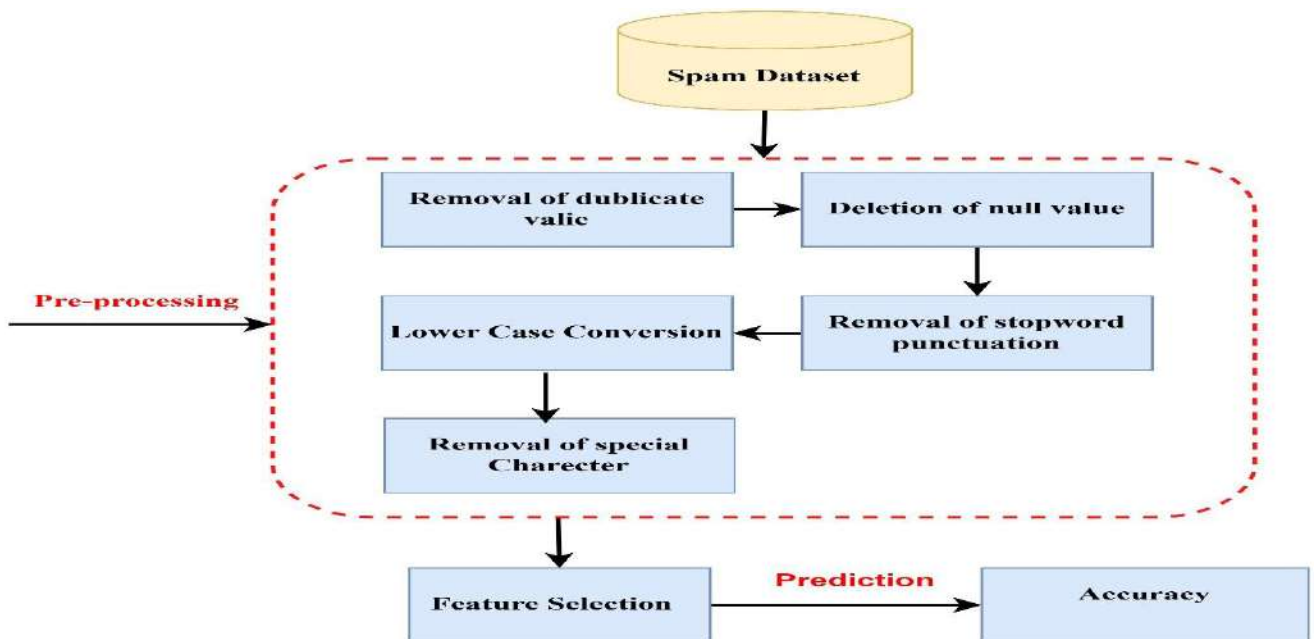 Spam Dataset
Removal of dublicate
valic
Deletion of null value
Pre-processing
Lower Case Conversion
Removal of stopword
punctuation
Removal of special
Charecter
Feature Selection
Prediction
Accuracy